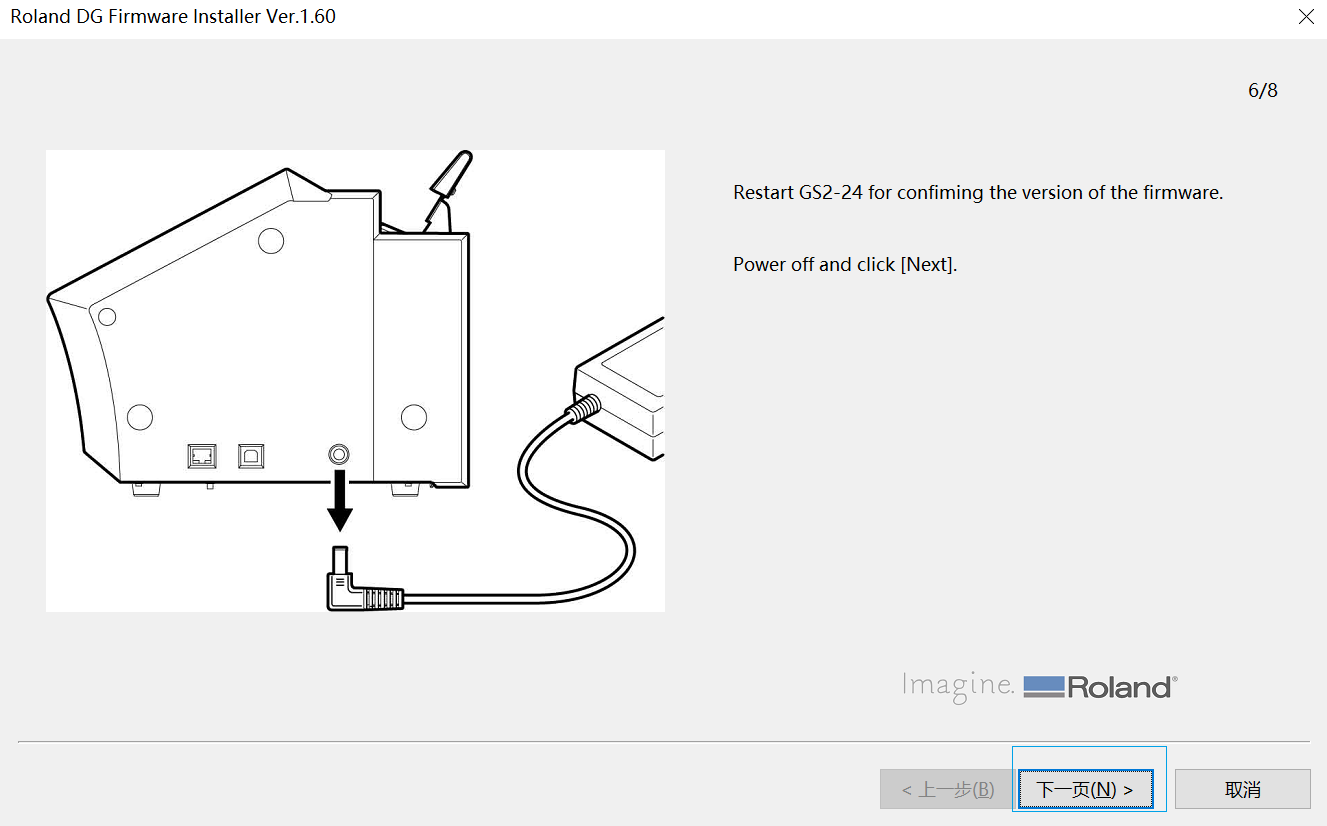 Roland DG Firmware Installer Ver.1.60
6/8
Restart GS2-24 for confiming the version of the firmware.
Power off and click [Next].
Imagine. Roland®
< 上一步(B)
下一页(N) >
取消